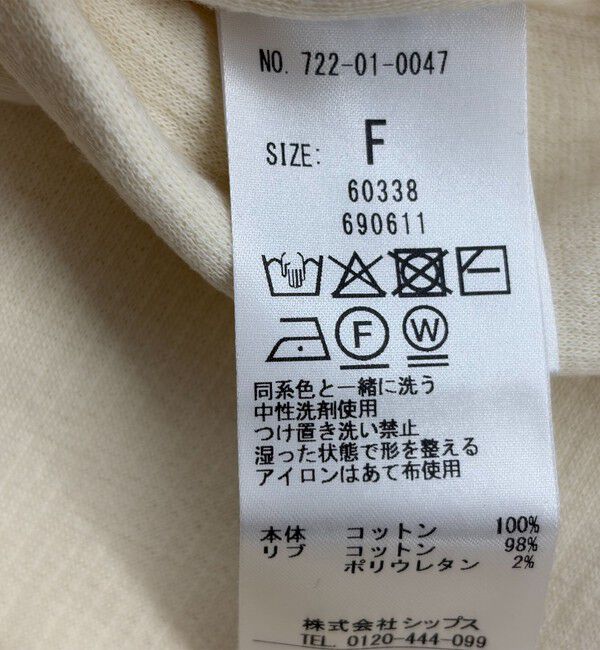 NO. 722-01-0047
SIZE: F
60338
690611
F W
同系色と一緒に洗う
中性洗剤使用
つけ置き洗い禁止
湿った状態で形を整える
アイロンはあて布使用
本体 コットン 100%
リブ コットン 98%
ポリウレタン 2%
株式会社シップス
TEL. 0120-444-099